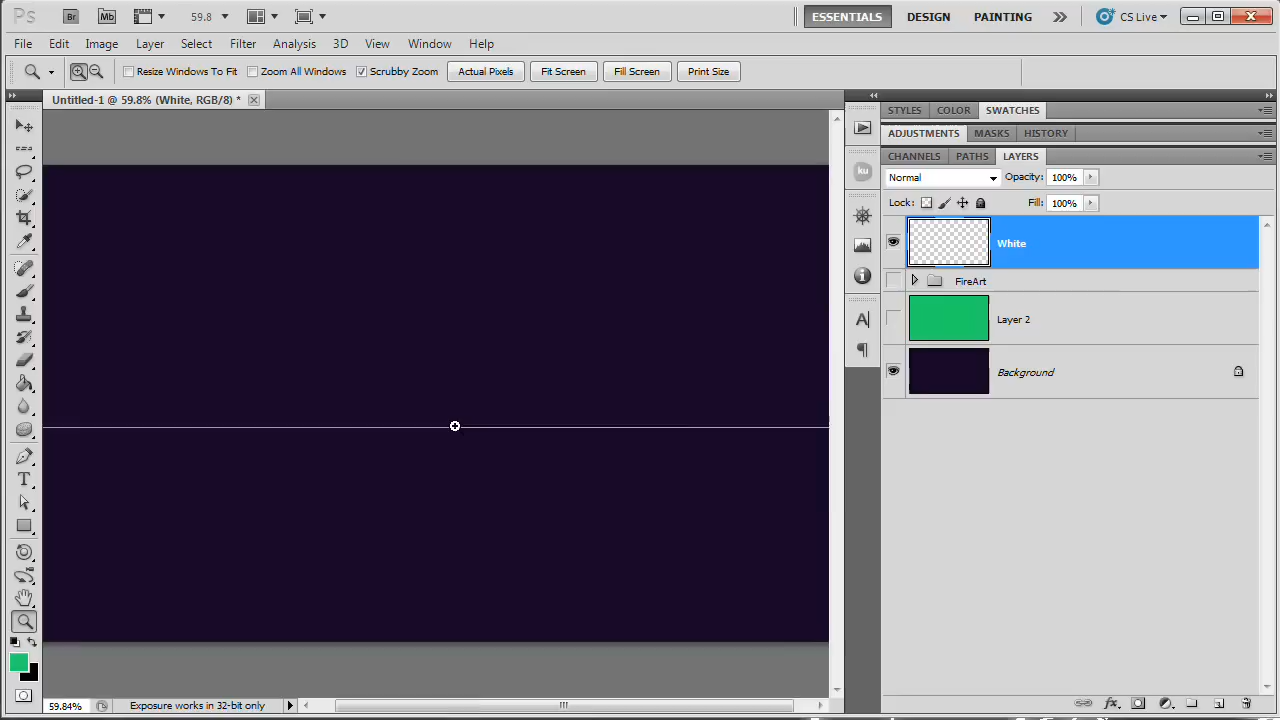 Ps Br Mb 59.8 ESSENTIALS DESIGN PAINTING CS Live
File Edit Image Layer Select Filter Analysis 3D View Window Help
Resize Windows To Fit Zoom All Windows Scrubby Zoom Actual Pixels Fit Screen Fill Screen Print Size
Untitled-1 @ 59.8% (White, RGB/8) *
STYLES COLOR SWATCHES
ADJUSTMENTS MASKS HISTORY
CHANNELS PATHS LAYERS
Normal Opacity: 100%
Lock: Fill: 100%
ku
White
FireArt
Layer 2
Background
59.84% Exposure works in 32-bit only